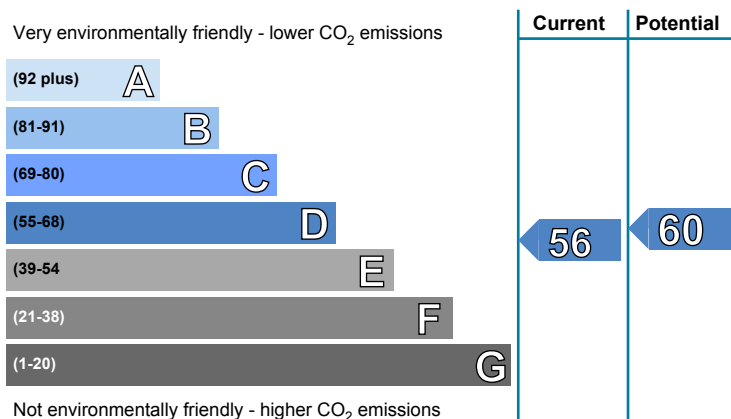 Very environmentally friendly - lower CO2 emissions
Current Potential
(92 plus) A
(81-91) B
(69-80) C
(55-68) D
56 60
(39-54 E
(21-38) F
(1-20) G
Not environmentally friendly - higher CO2 emissions